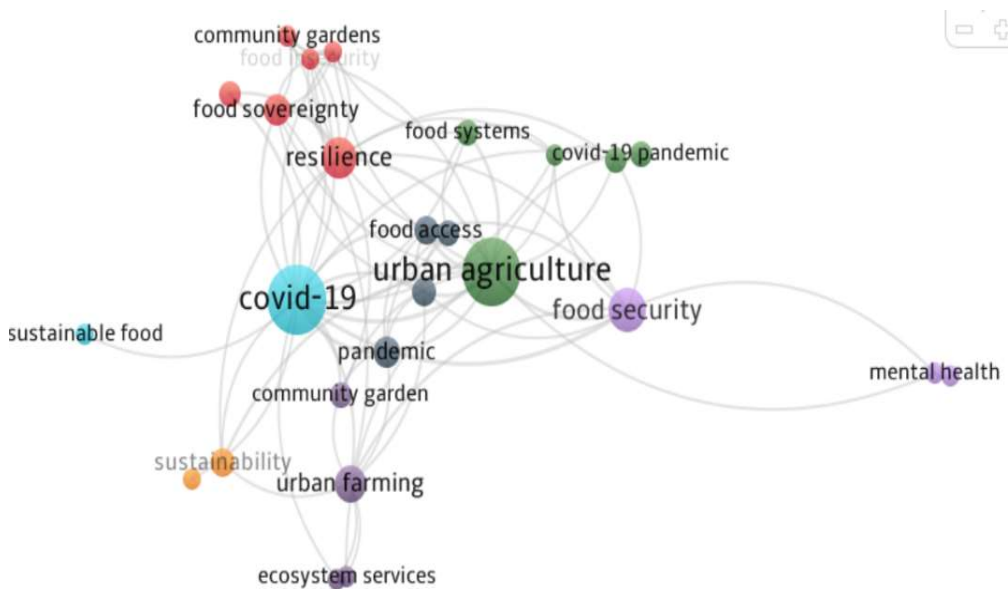 community gardens
food insecurity
food sovereignty
resilience
food systems
covid-19 pandemic
food access
urban agriculture
covid-19
food security
sustainable food
pandemic
mental health
community garden
sustainability
urban farming
ecosystem services